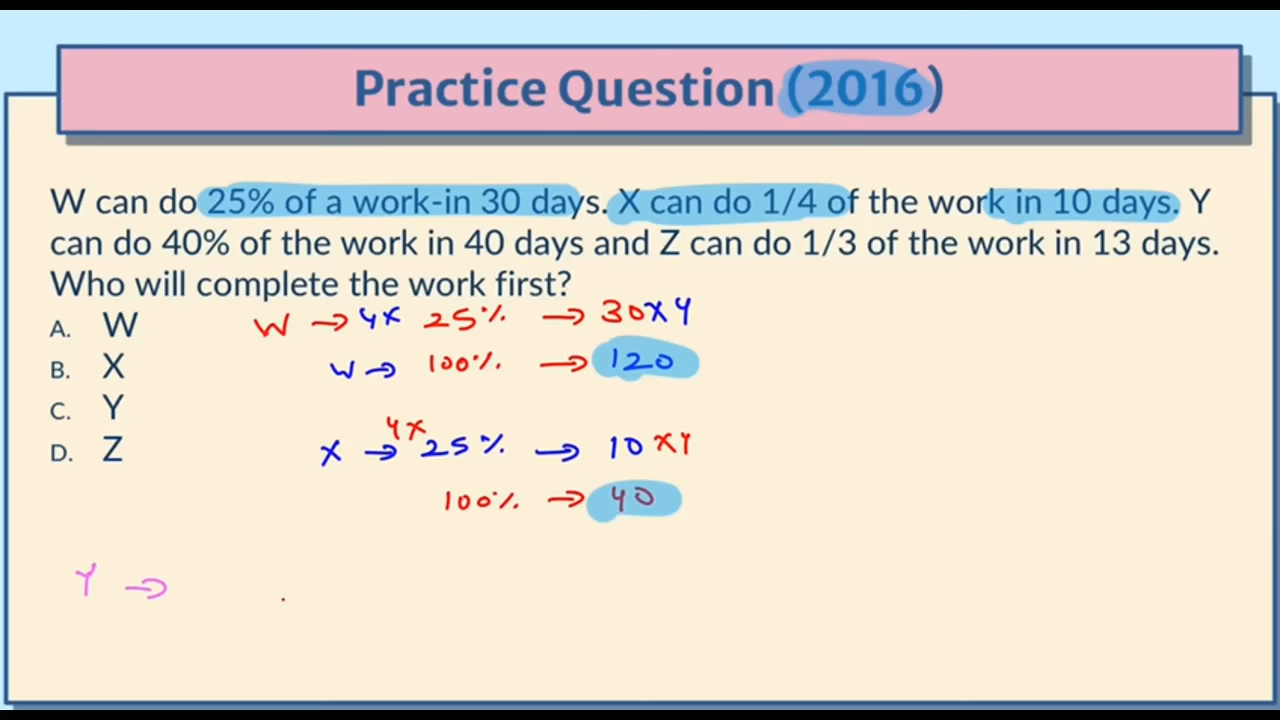 Practice Question (2016)
W can do 25% of a work-in 30 days. X can do 1/4 of the work in 10 days. Y
can do 40% of the work in 40 days and Z can do 1/3 of the work in 13 days.
Who will complete the work first?
A. W
B. X
C. Y
D. Z
W → 4x 25% → 30x4
W → 100% → 120
X → 4x 25% → 10x4
100% → 40
Y →